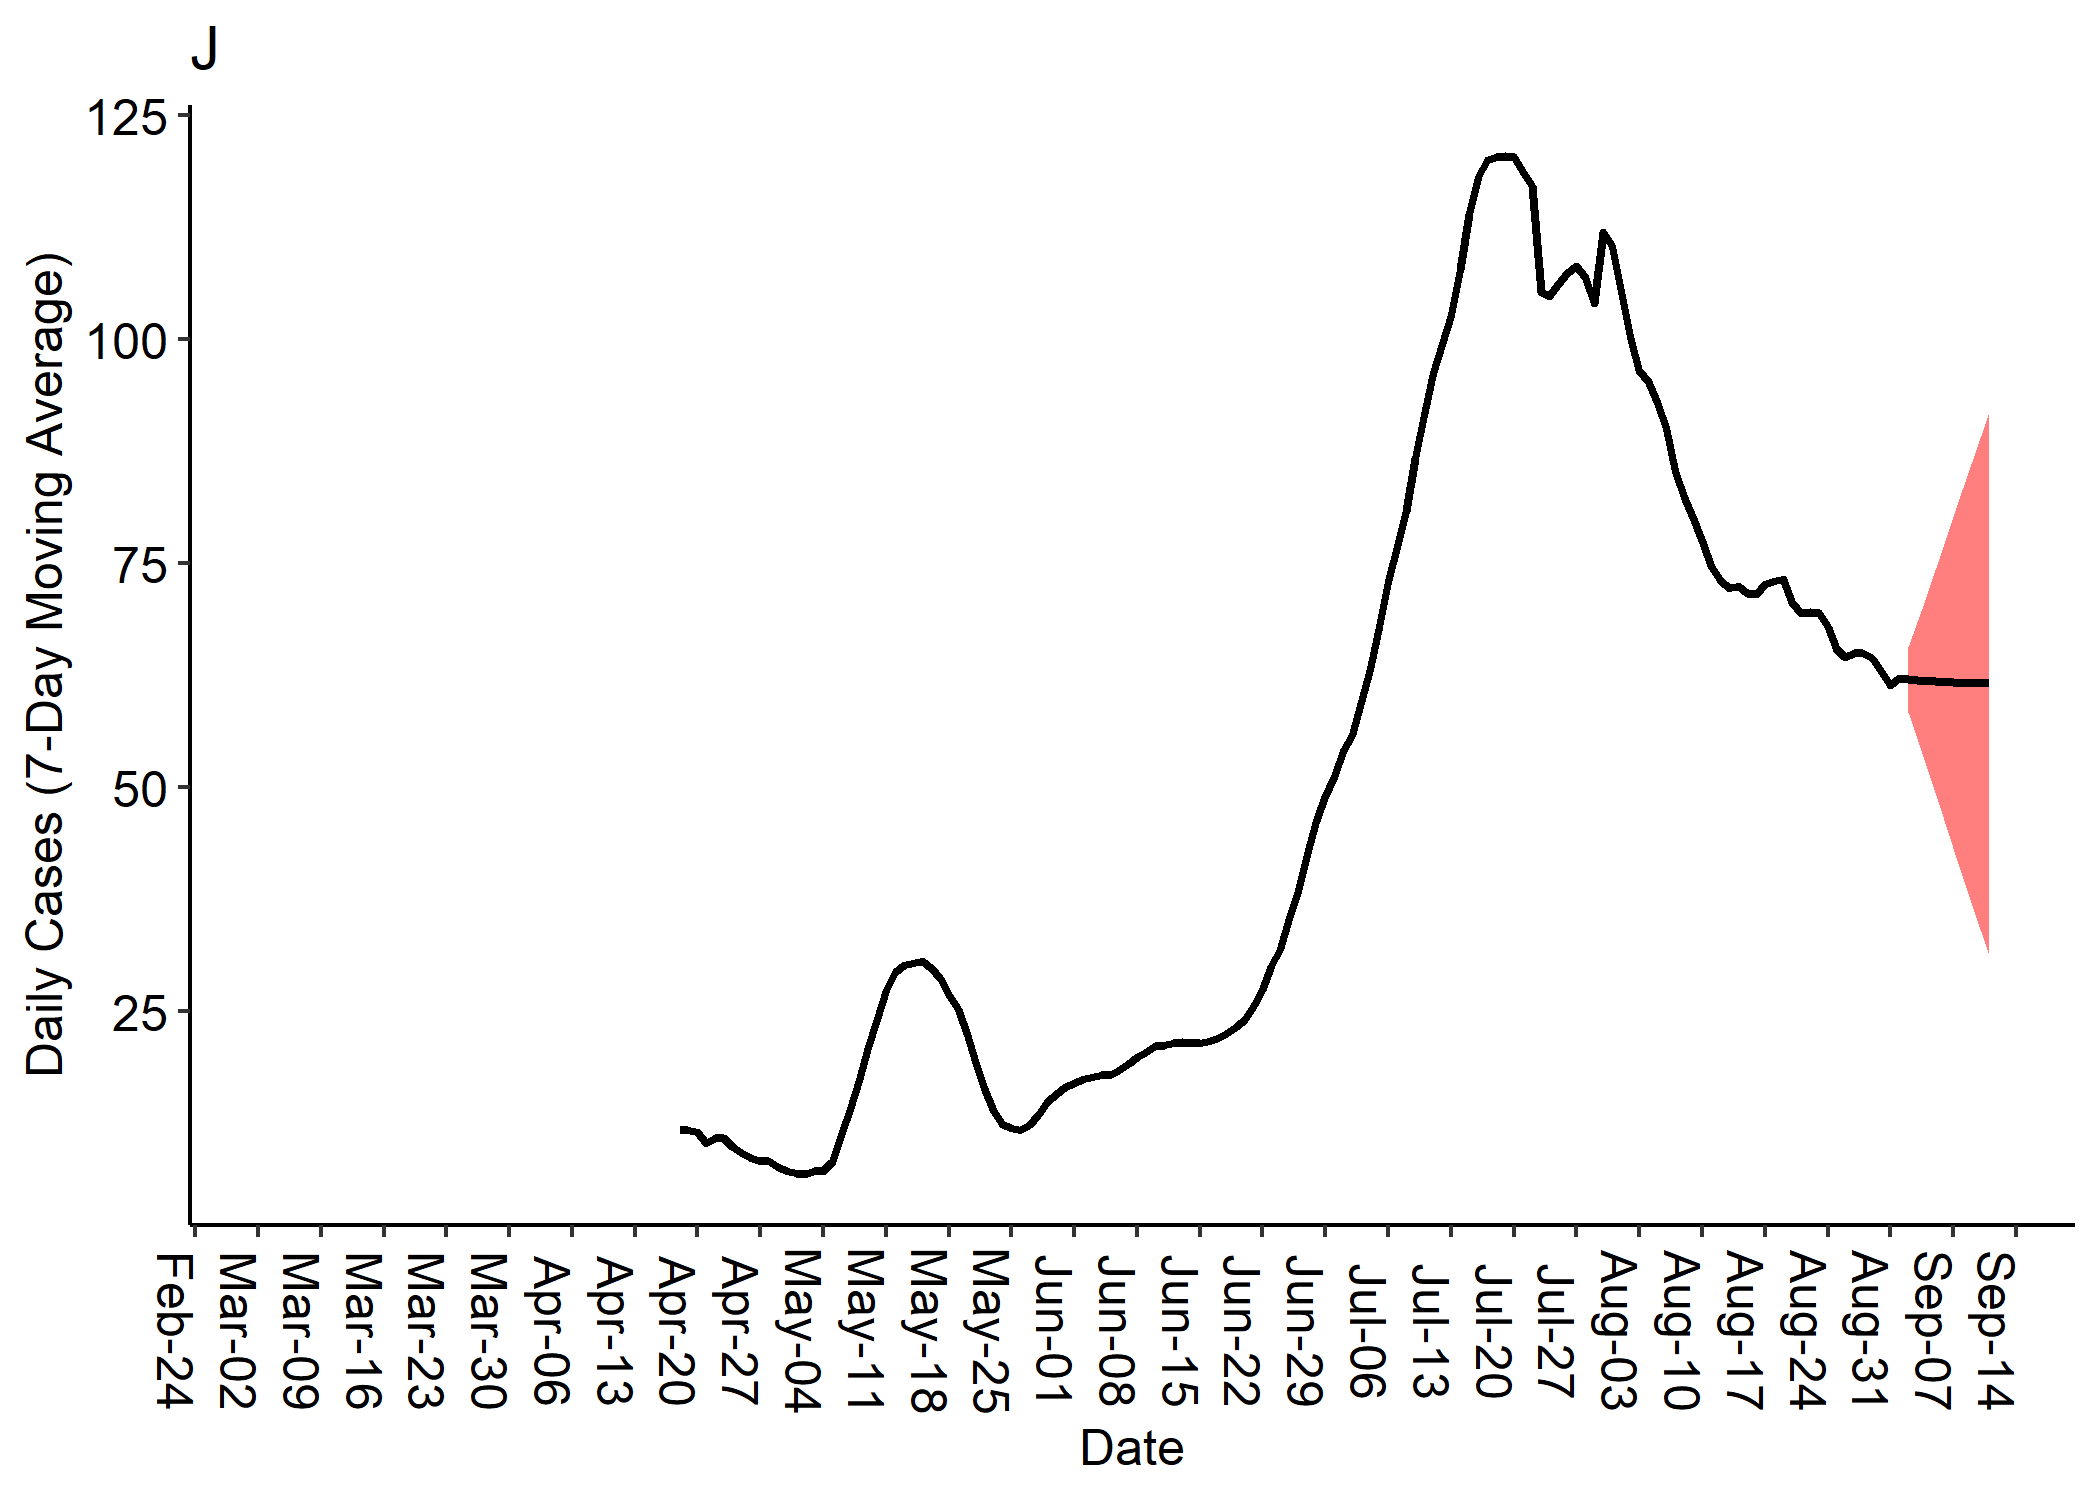 J
125
100
75
50
25
Daily Cases (7-Day Moving Average)
Feb-24
Mar-02
Mar-09
Mar-16
Mar-23
Mar-30
Apr-06
Apr-13
Apr-20
Apr-27
May-04
May-11
May-18
May-25
Jun-01
Jun-08
Jun-15
Jun-22
Jun-29
Jul-06
Jul-13
Jul-20
Jul-27
Aug-03
Aug-10
Aug-17
Aug-24
Aug-31
Sep-07
Sep-14
Date